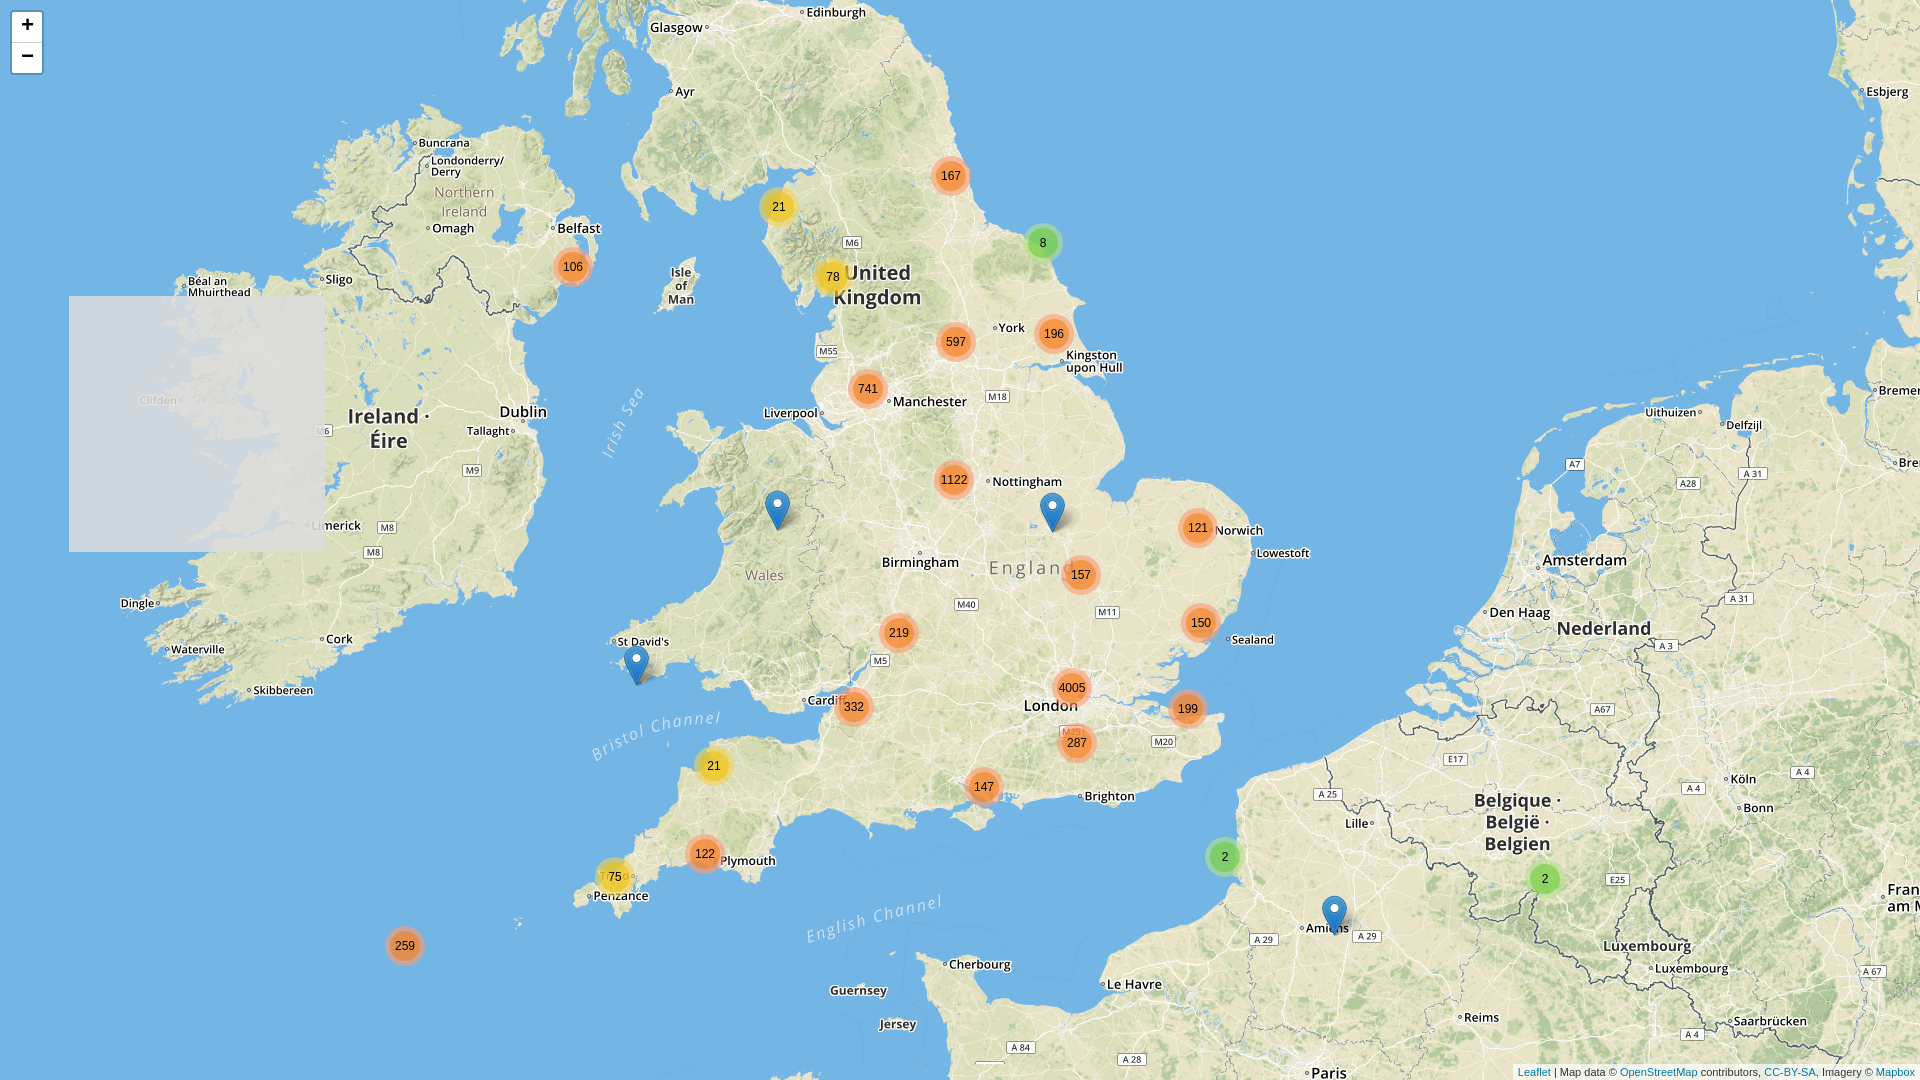 +
−
Glasgow
Edinburgh
Ayr
Esbjerg
Buncrana
Londonderry/
Derry
Northern
Ireland
Omagh
Belfast
167
21
8
M6
106
78
United
Kingdom
Isle
of
Man
Sligo
Béal an
Mhuirthead
York
196
597
M55
Kingston
upon Hull
741
Manchester
M18
Clifden
Ireland ·
Éire
M6
Dublin
Tallaght
Liverpool
Irish Sea
Uithuizen
Delfzijl
M9
1122
Nottingham
A7
A 31
A28
Limerick
M8
M8
121
Norwich
Lowestoft
Birmingham
England
157
Wales
Amsterdam
Dingle
M40
M11
Den Haag
A 31
Nederland
150
Sealand
219
Cork
Waterville
St David's
M5
A 3
Skibbereen
4005
London
Cardiff
332
199
A67
Bristol Channel
M25
287
M20
E17
21
147
Brighton
A 25
Köln
A 4
A 4
Bonn
Belgique ·
België ·
Belgien
Lille
122
Plymouth
2
75
Penzance
2
E25
English Channel
Amiens
A 29
A 29
259
Luxembourg
Luxembourg
Cherbourg
A 67
Guernsey
Le Havre
Jersey
Reims
Saarbrücken
A 84
A 28
A 4
Paris
Leaflet | Map data © OpenStreetMap contributors, CC-BY-SA, Imagery © Mapbox